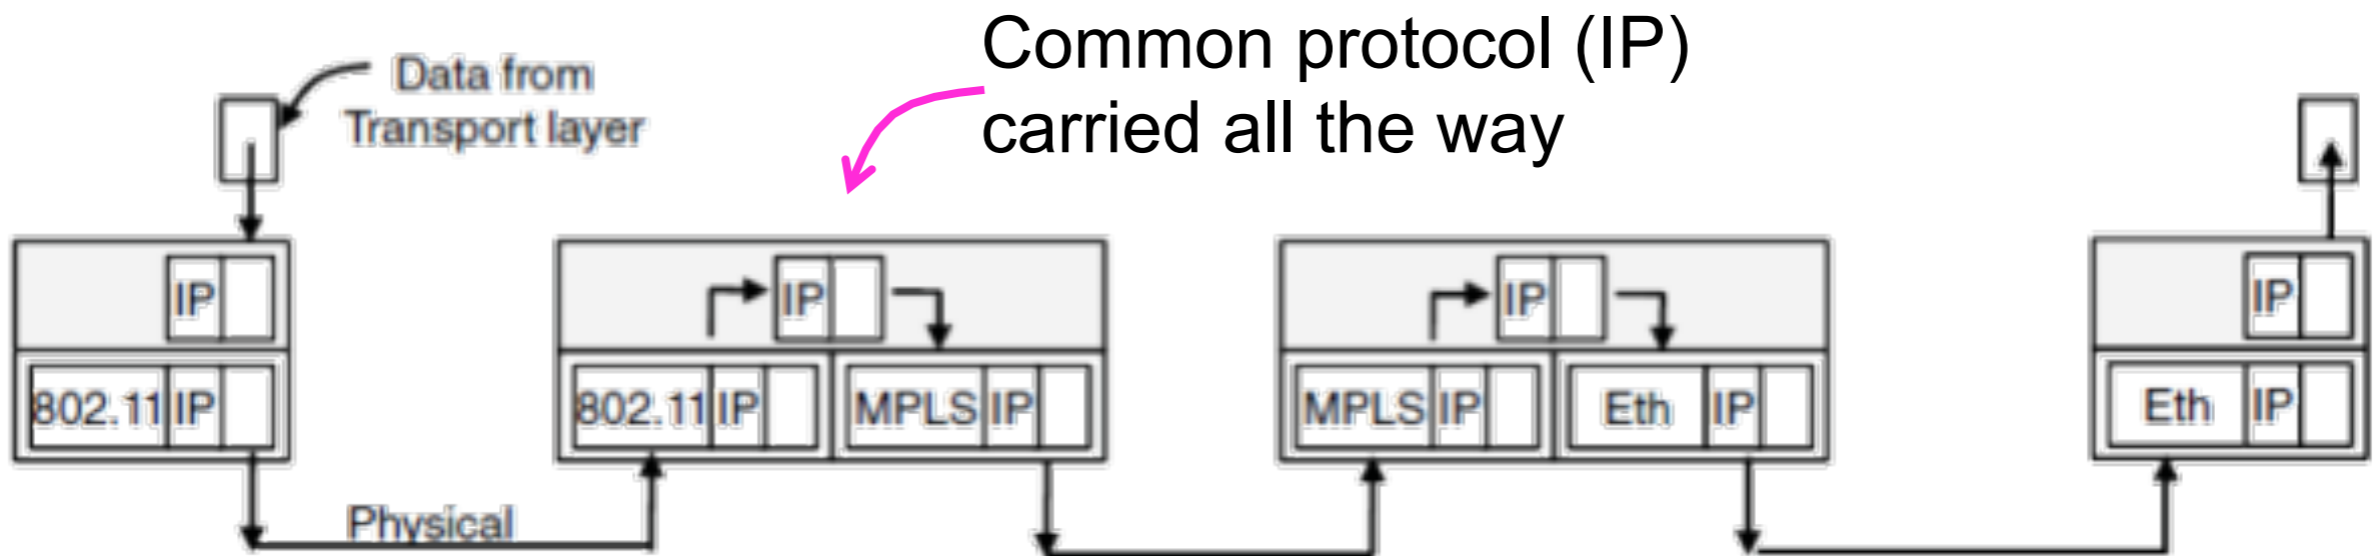 Common protocol (IP)
carried all the way
Data from
Transport layer
IP
802.11 IP
IP
802.11 IP MPLS IP
IP
MPLS IP Eth IP
IP
Eth IP
Physical